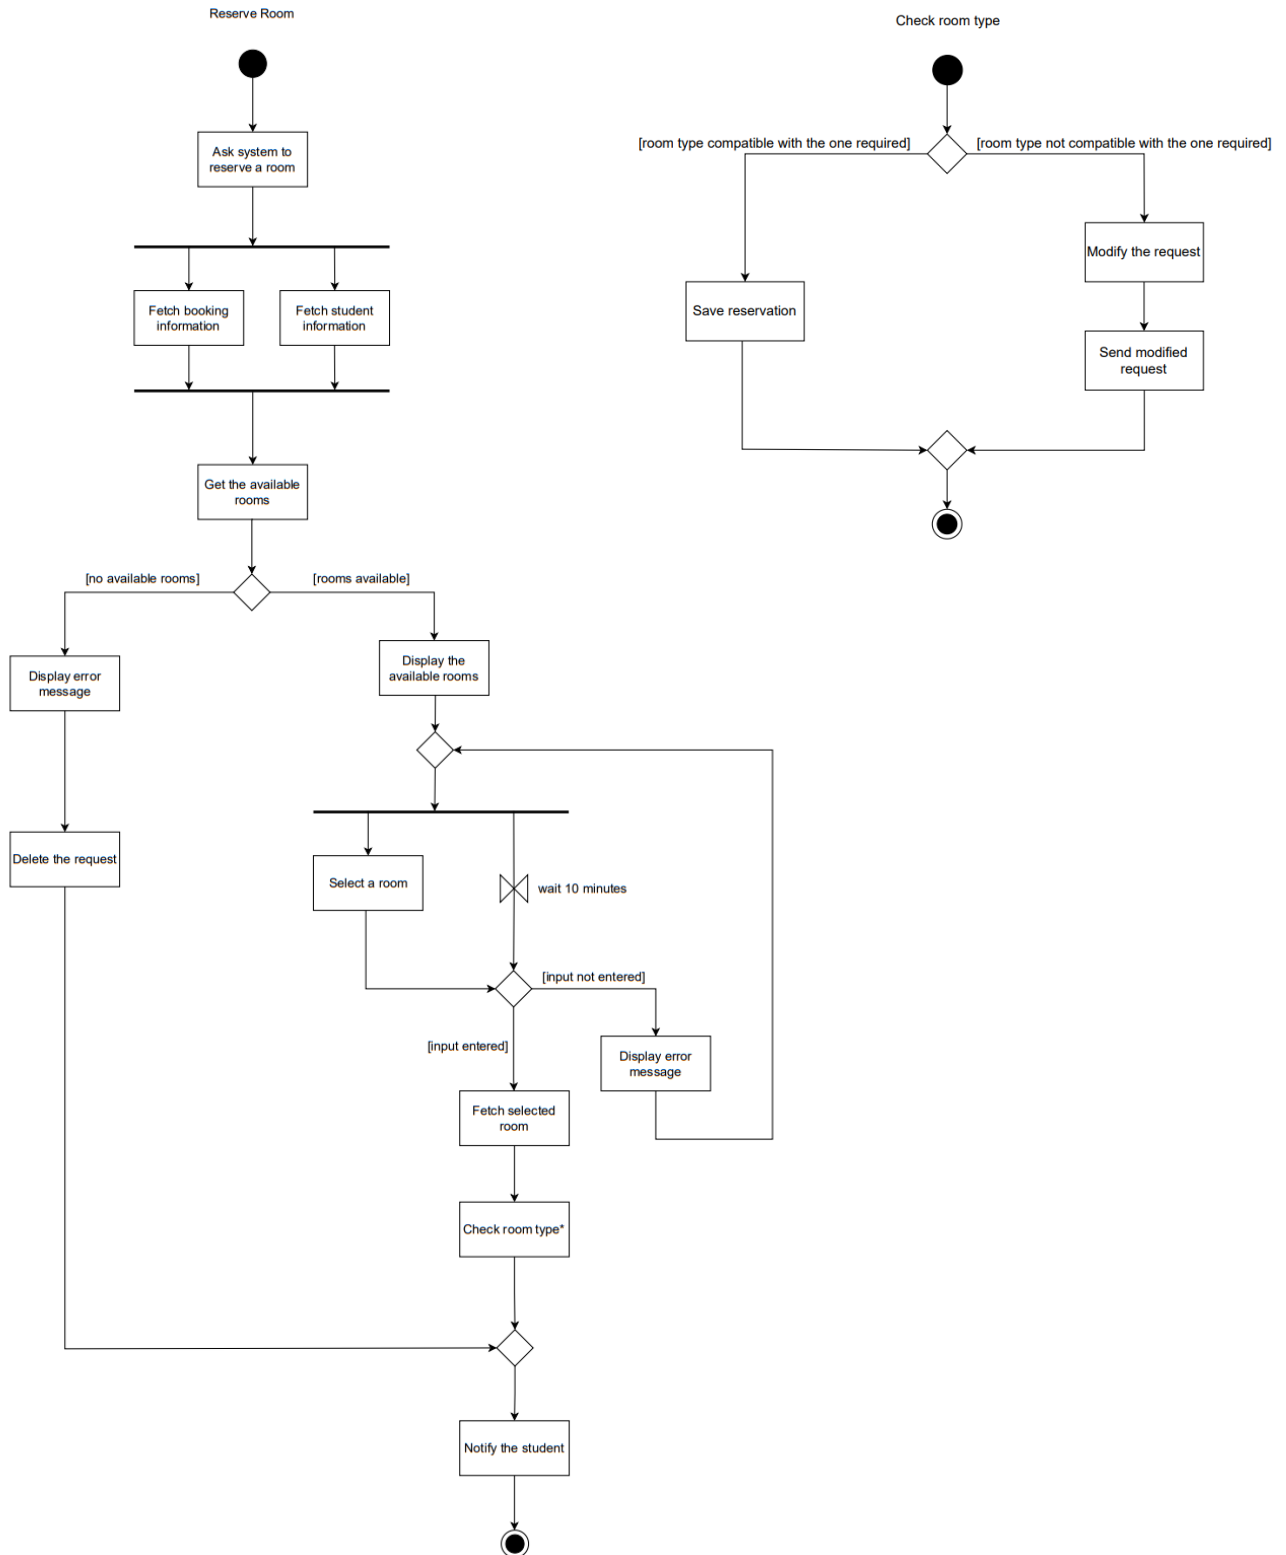 Reserve Room
Check room type
Ask system to
reserve a room
[room type compatible with the one required]
[room type not compatible with the one required]
Modify the request
Fetch booking
information
Fetch student
information
Save reservation
Send modified
request
Get the available
rooms
[no available rooms]
[rooms available]
Display error
message
Display the
available rooms
Delete the request
Select a room
wait 10 minutes
[input not entered]
[input entered]
Display error
message
Fetch selected
room
Check room type*
Notify the student